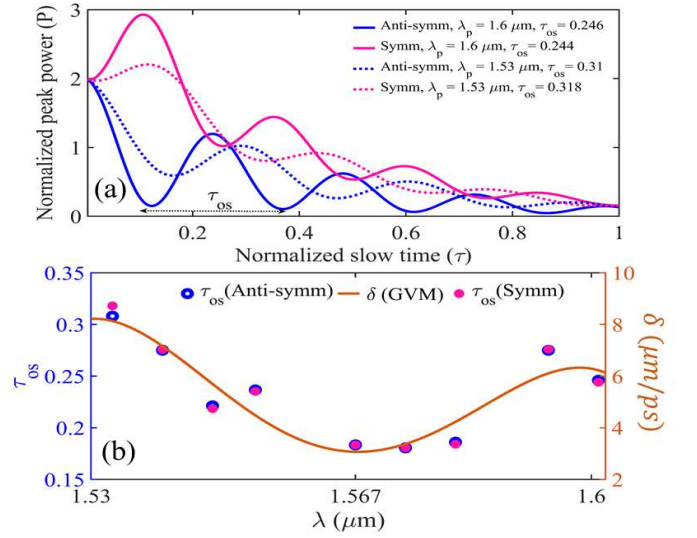 Normalized peak power (P)
3
2
1
0
Anti-symm, λp = 1.6 μm, τos = 0.246
Symm, λp = 1.6 μm, τos = 0.244
Anti-symm, λp = 1.53 μm, τos = 0.31
Symm, λp = 1.53 μm, τos = 0.318
(a)
τos
0.2
0.4
0.6
0.8
1
Normalized slow time (τ)
τos
0.35
0.3
0.25
0.2
0.15
τos(Anti-symm)
δ (GVM)
τos(Symm)
(b)
10
8
6
4
2
δ (μm/ps)
1.53
1.567
1.6
λ (μm)